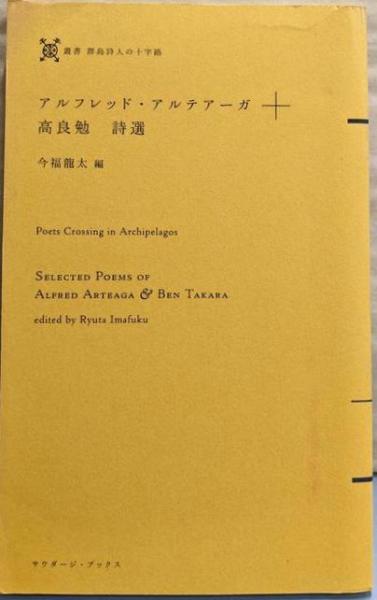 叢書 群島詩人の十字路
アルフレッド・アルテアーガ +
高良勉 詩選
今福龍太 編
Poets Crossing in Archipelagos
SELECTED POEMS OF
ALFRED ARTEAGA & BEN TAKARA
edited by Ryuta Imafuku
サウダージ・ブックス